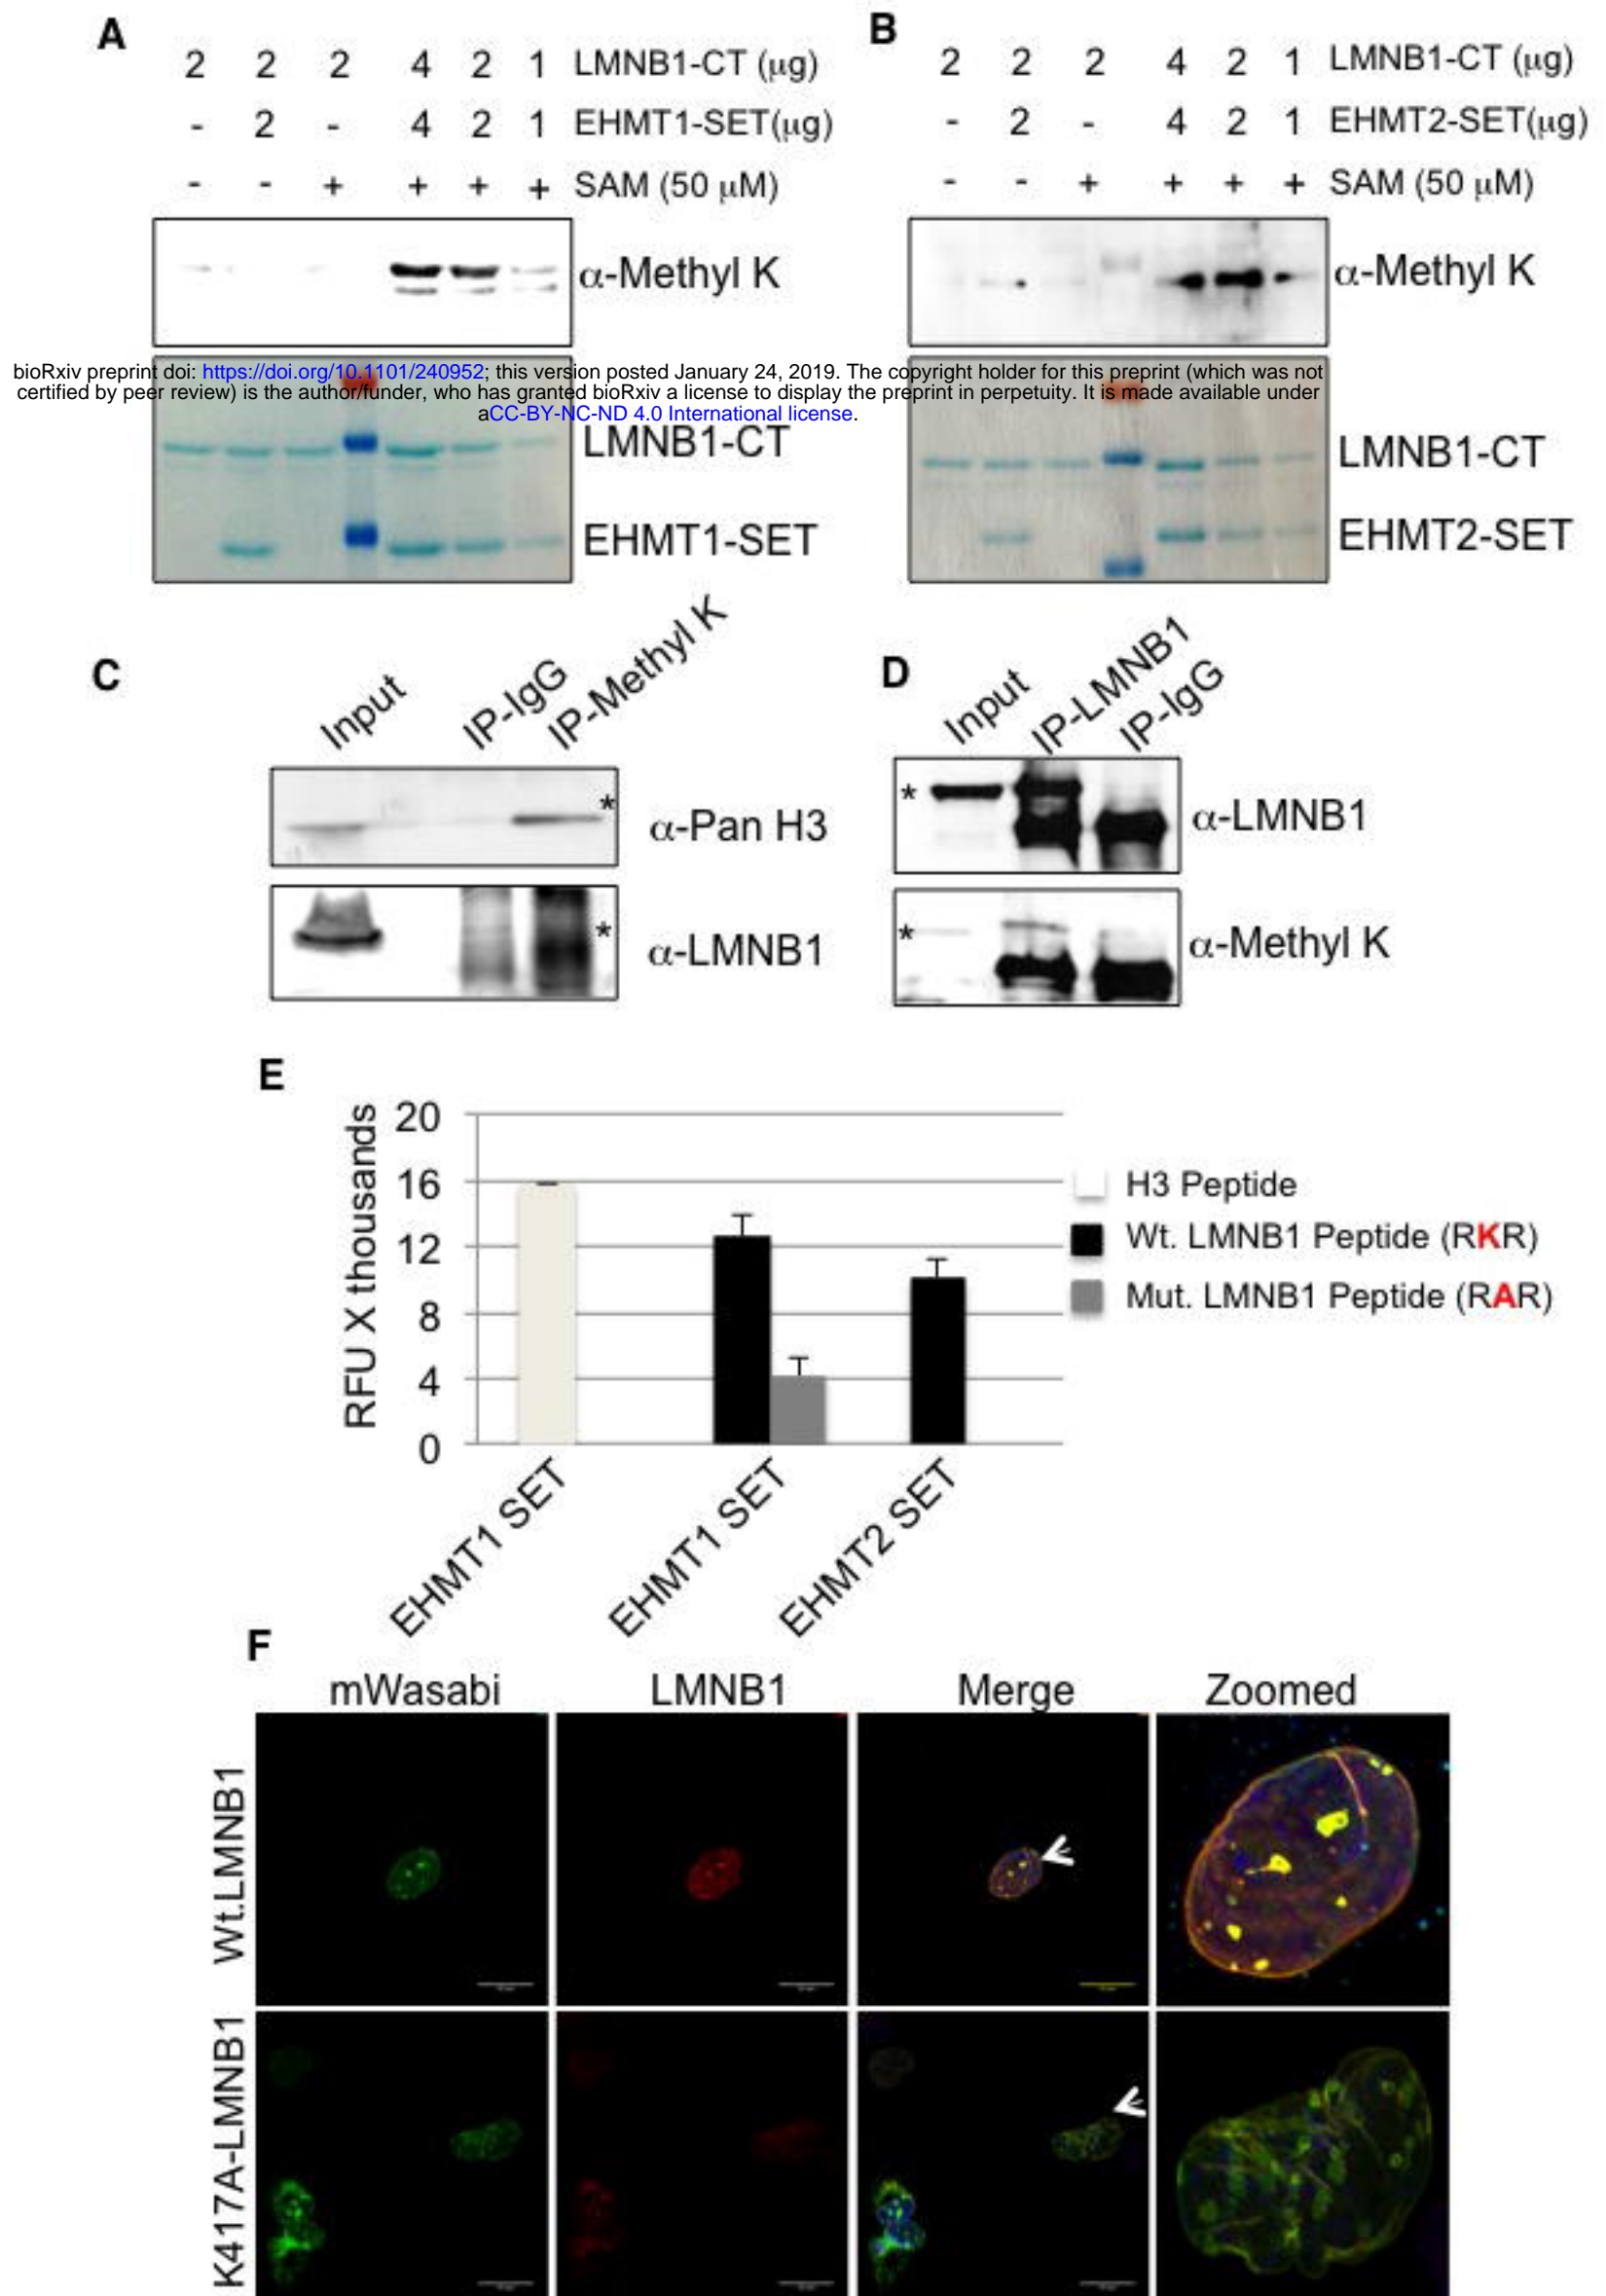 A
2 2 2 4 2 1 LMNB1-CT (µg)
- 2 - 4 2 1 EHMT1-SET(µg)
- - + + + + SAM (50 µM)
α-Methyl K
LMNB1-CT
EHMT1-SET
B
2 2 2 4 2 1 LMNB1-CT (µg)
- 2 - 4 2 1 EHMT2-SET(µg)
- - + + + + SAM (50 µM)
α-Methyl K
LMNB1-CT
EHMT2-SET
bioRxiv preprint doi: https://doi.org/10.1101/240952; this version posted January 24, 2019. The copyright holder for this preprint (which was not
certified by peer review) is the author/funder, who has granted bioRxiv a license to display the preprint in perpetuity. It is made available under
aCC-BY-NC-ND 4.0 International license.
C
Input IP-IgG IP-Methyl K
* α-Pan H3
* α-LMNB1
D
Input IP-LMNB1 IP-IgG
* α-LMNB1
* α-Methyl K
E
RFU X thousands
20
16
12
8
4
0
EHMT1 SET EHMT1 SET EHMT2 SET
H3 Peptide
Wt. LMNB1 Peptide (RKR)
Mut. LMNB1 Peptide (RAR)
F
mWasabi LMNB1 Merge Zoomed
Wt.LMNB1
K417A-LMNB1